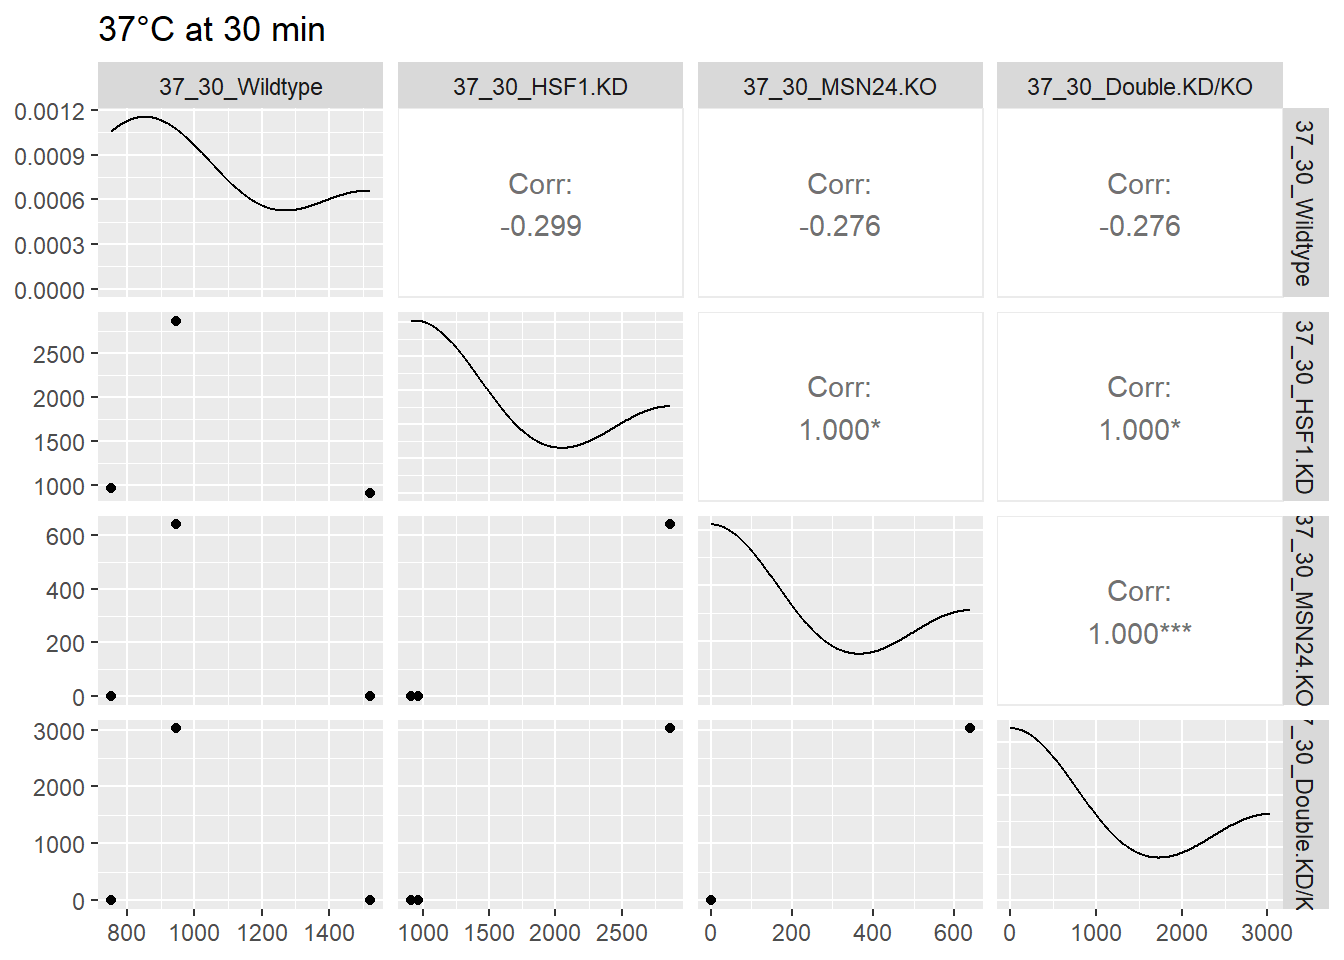 37°C at 30 min
37_30_Wildtype 37_30_HSF1.KD 37_30_MSN24.KO 37_30_Double.KD/KO
0.0012
0.0009
0.0006
0.0003
0.0000
Corr:
-0.299
Corr:
-0.276
Corr:
-0.276
37_30_Wildtype
2500
2000
1500
1000
Corr:
1.000*
Corr:
1.000*
37_30_HSF1.KD
600
400
200
0
Corr:
1.000***
37_30_MSN24.KO
3000
2000
1000
0
7_30_Double.KD/K
800 1000 1200 1400 1000 1500 2000 2500 0 200 400 600 0 1000 2000 3000